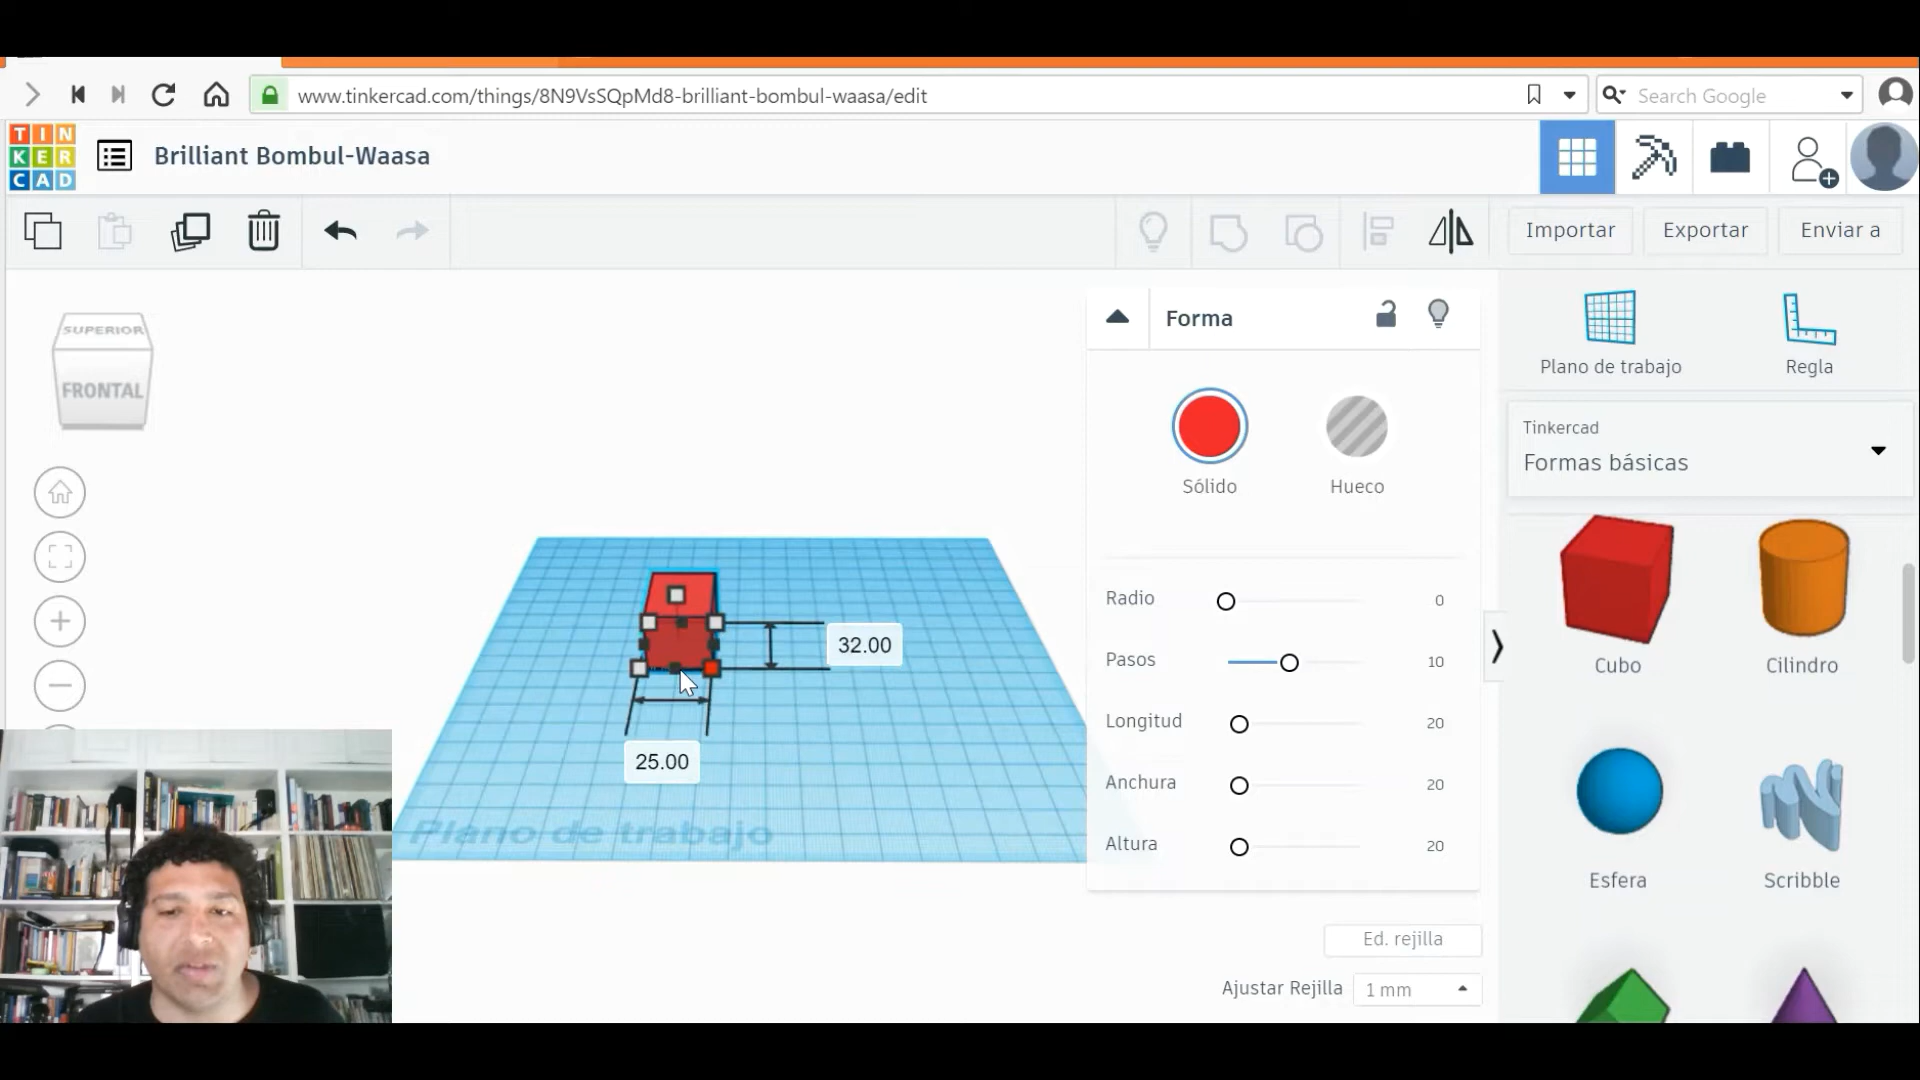 www.tinkercad.com/things/8N9VsSQpMd8-brilliant-bombul-waasa/edit
Search Google
TIN
KER
CAD
Brilliant Bombul-Waasa
Importar
Exportar
Enviar a
SUPERIOR
FRONTAL
Forma
Sólido
Hueco
Radio
0
Pasos
10
Longitud
20
Anchura
20
Altura
20
32.00
25.00
Plano de trabajo
Ed. rejilla
Ajustar Rejilla
1 mm
Plano de trabajo
Regla
Tinkercad
Formas básicas
Cubo
Cilindro
Esfera
Scribble